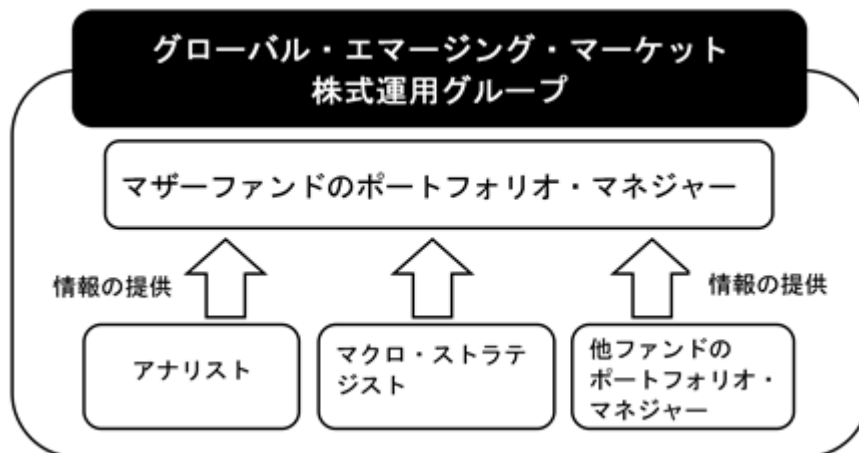 グローバル・エマージング・マーケット
株式運用グループ
マザーファンドのポートフォリオ・マネジャー
情報の提供
情報の提供
アナリスト
マクロ・ストラテ
ジスト
他ファンドの
ポートフォリオ・
マネジャー